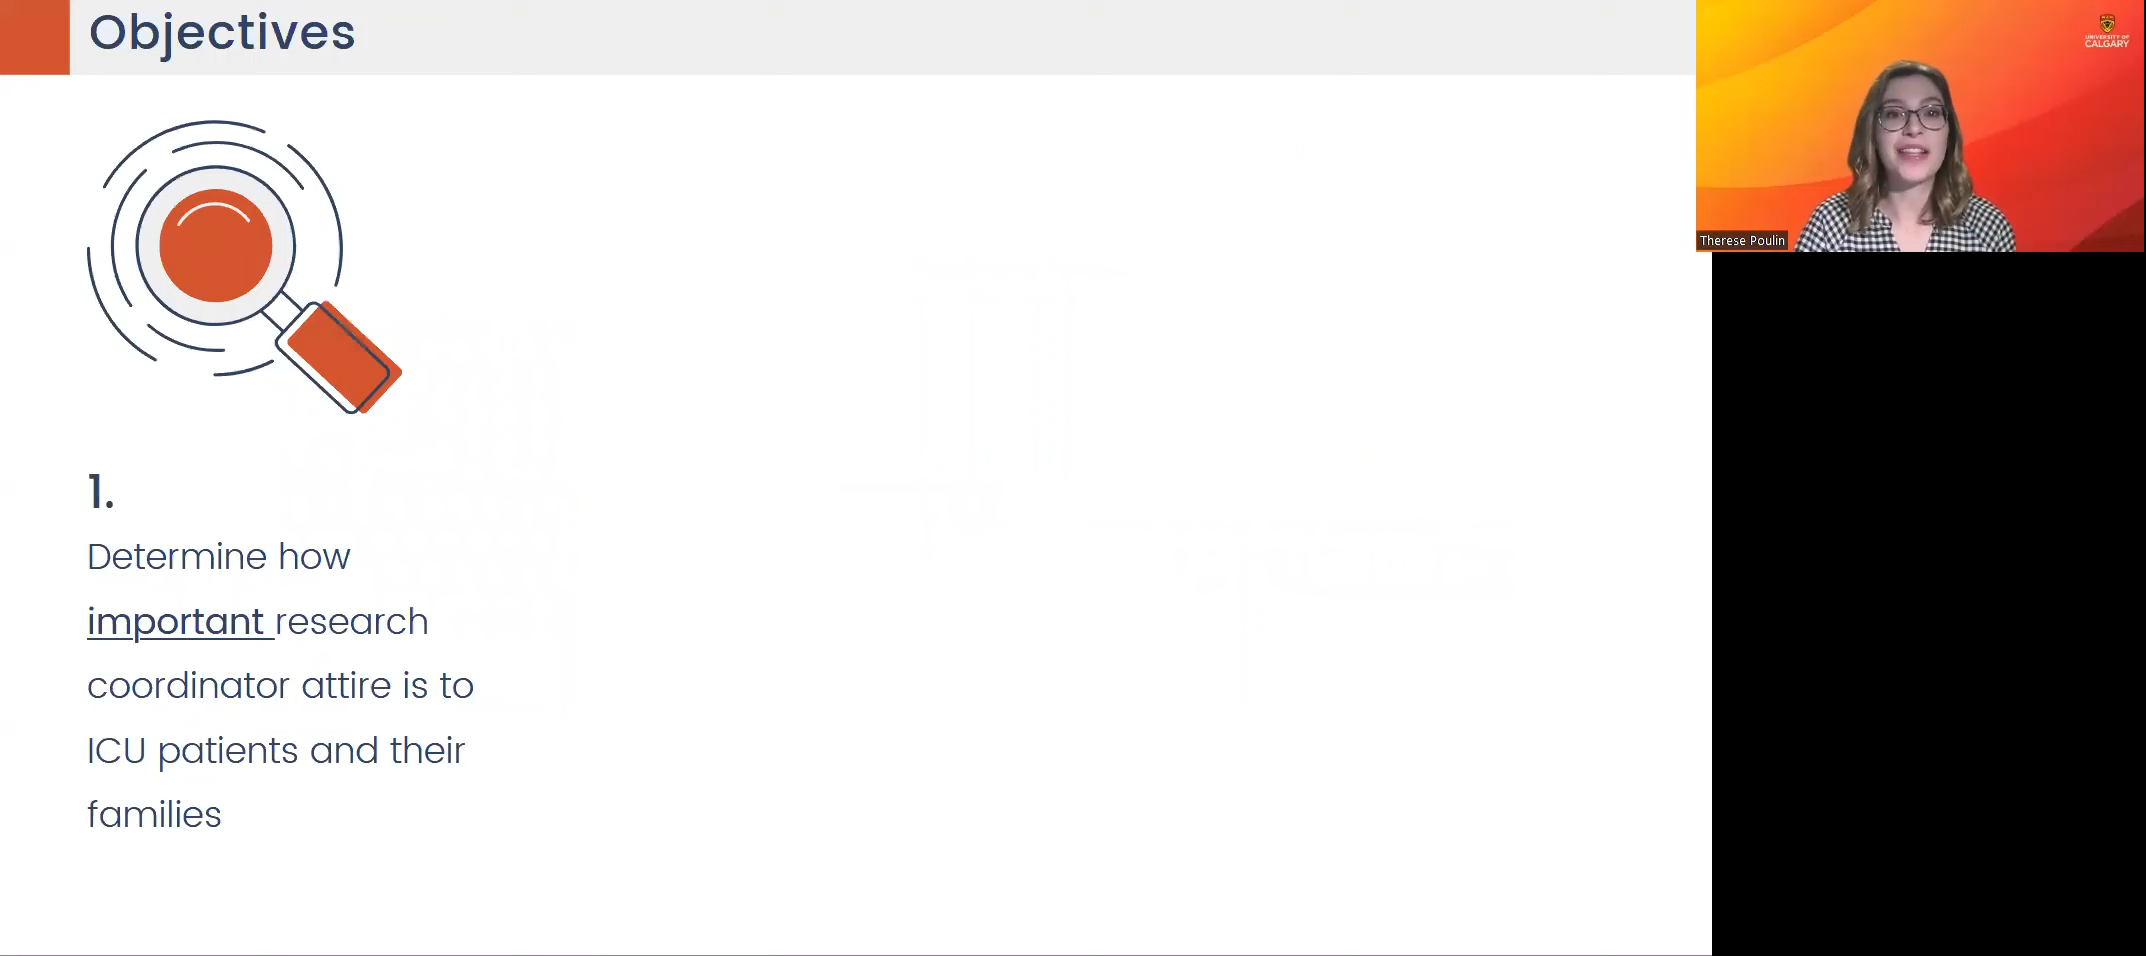 Objectives
UNIVERSITY OF
CALGARY
Therese Poulin
1.
Determine how
important research
coordinator attire is to
ICU patients and their
families